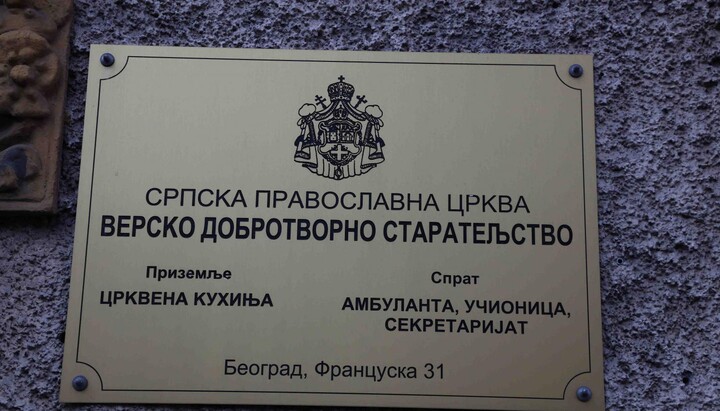 СРПСКА ПРАВОСЛАВНА ЦРКВА
ВЕРСКО ДОБРОТВОРНО СТАРАТЕЉСТВО
Приземље
ЦРКВЕНА КУХИЊА
Спрат
АМБУЛАНТА, УЧИОНИЦА,
СЕКРЕТАРИЈАТ
Београд, Француска 31